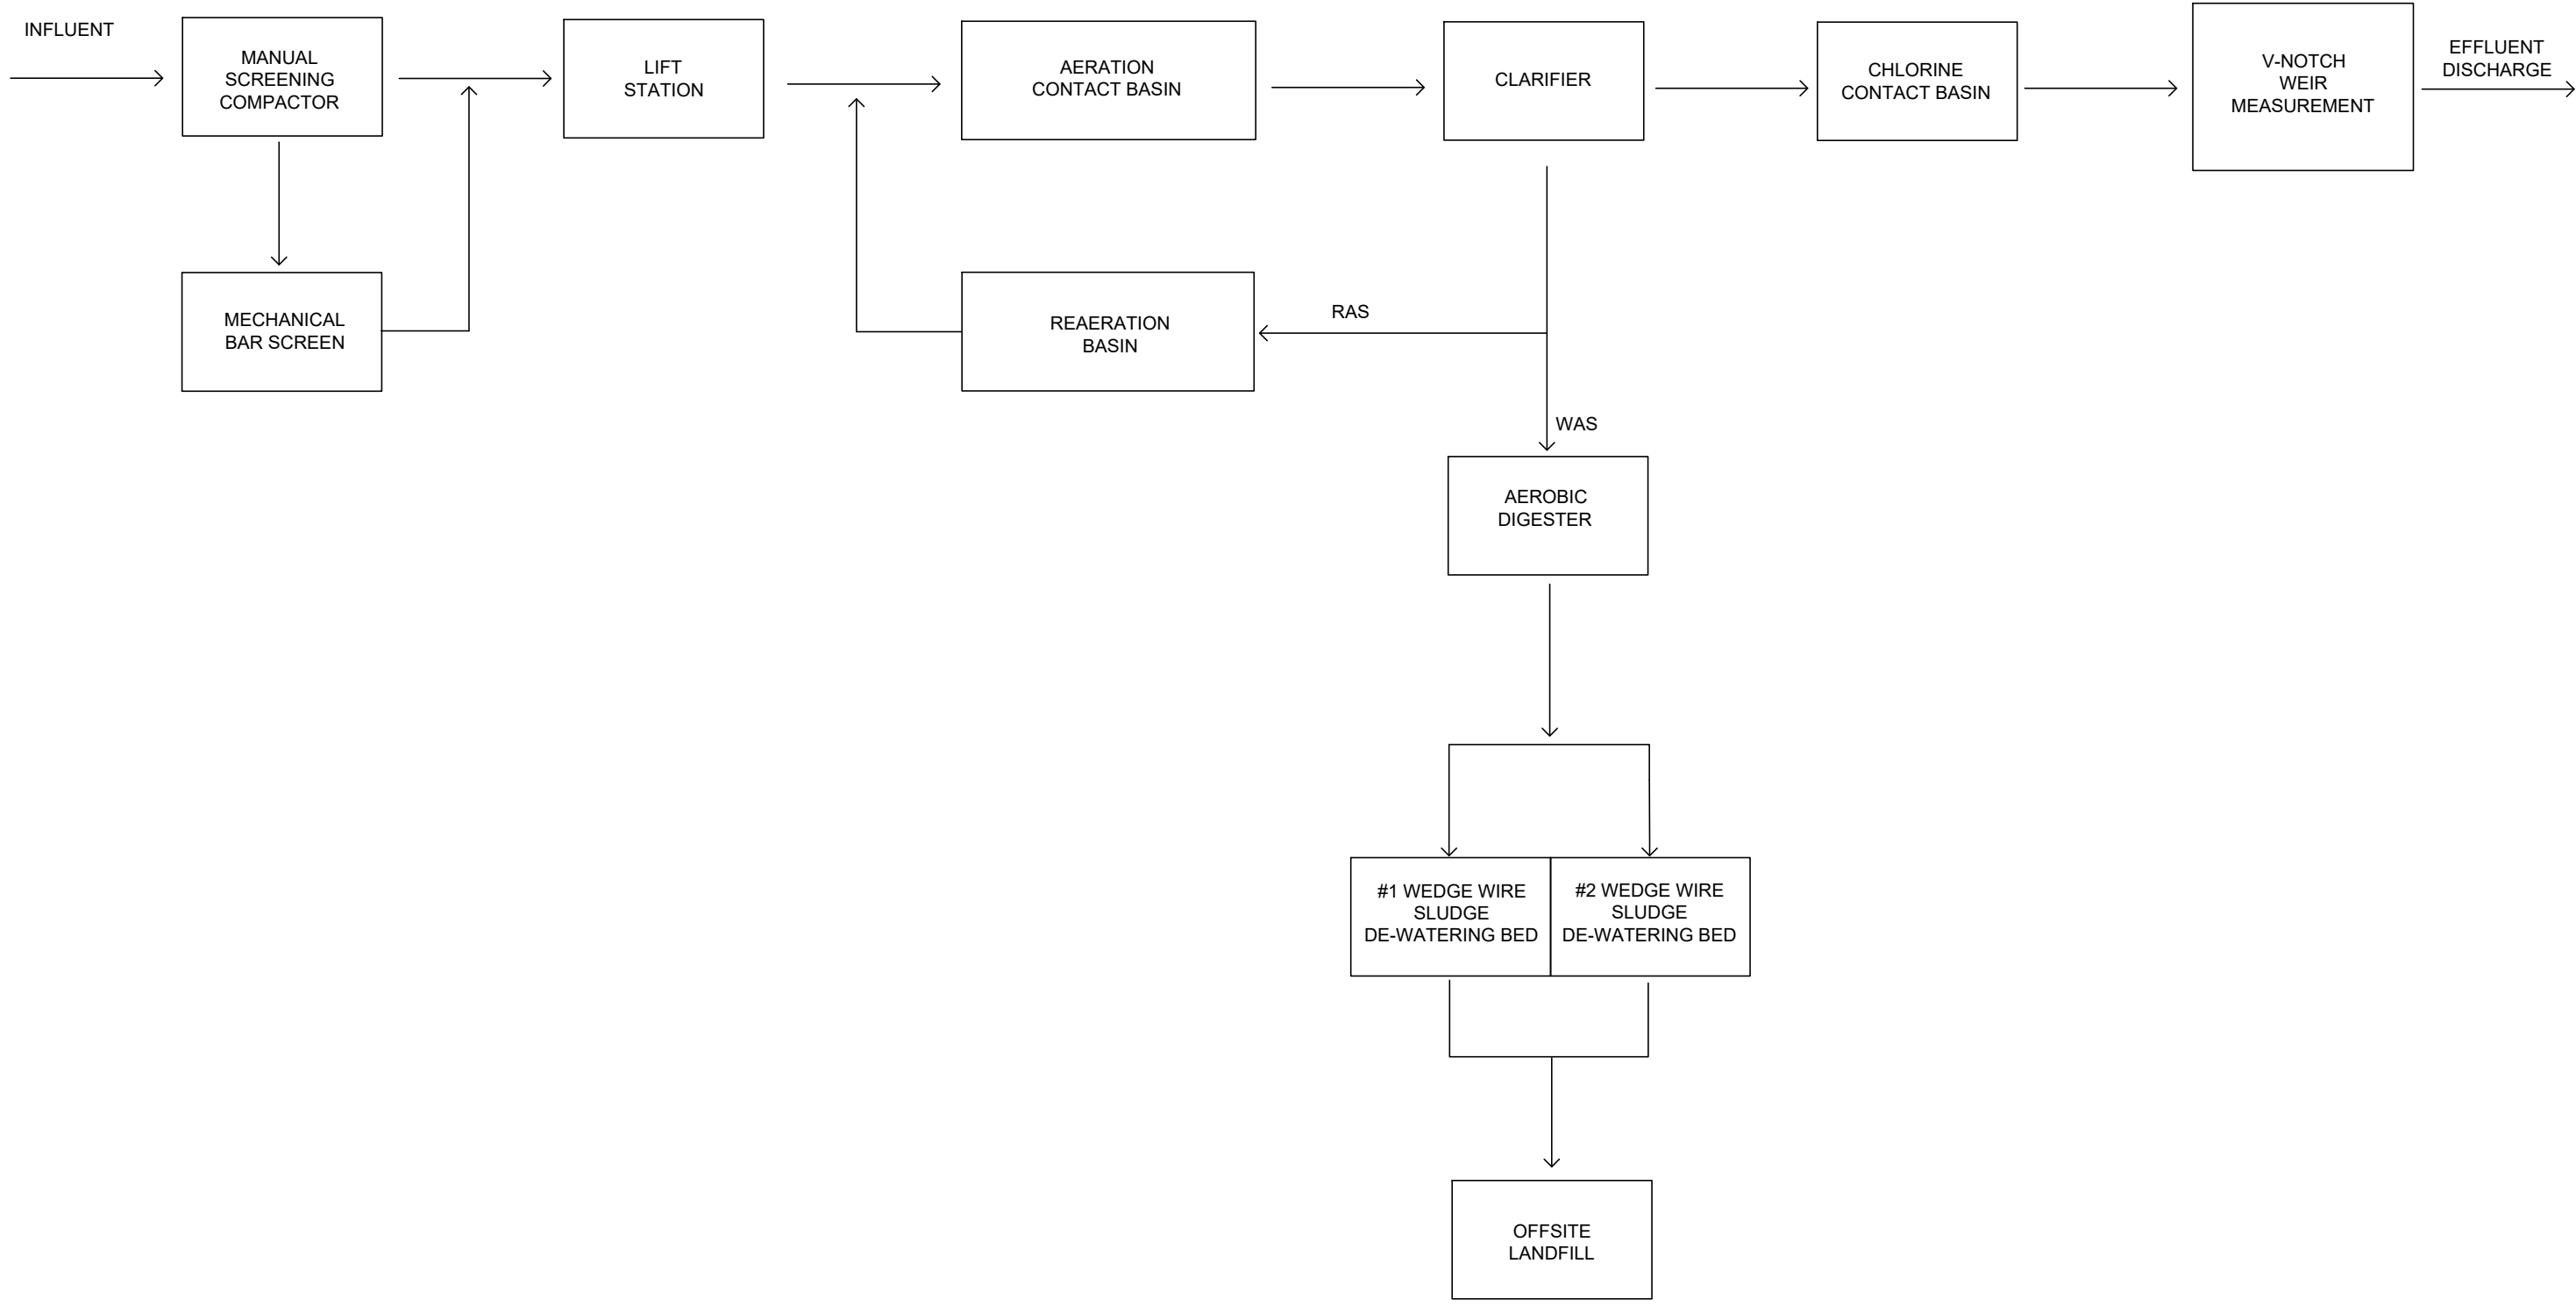 INFLUENT
MANUAL
SCREENING
COMPACTOR
LIFT
STATION
AERATION
CONTACT BASIN
CLARIFIER
CHLORINE
CONTACT BASIN
V-NOTCH
WEIR
MEASUREMENT
EFFLUENT
DISCHARGE
MECHANICAL
BAR SCREEN
REAERATION
BASIN
RAS
WAS
AEROBIC
DIGESTER
#1 WEDGE WIRE
SLUDGE
DE-WATERING BED
#2 WEDGE WIRE
SLUDGE
DE-WATERING BED
OFFSITE
LANDFILL